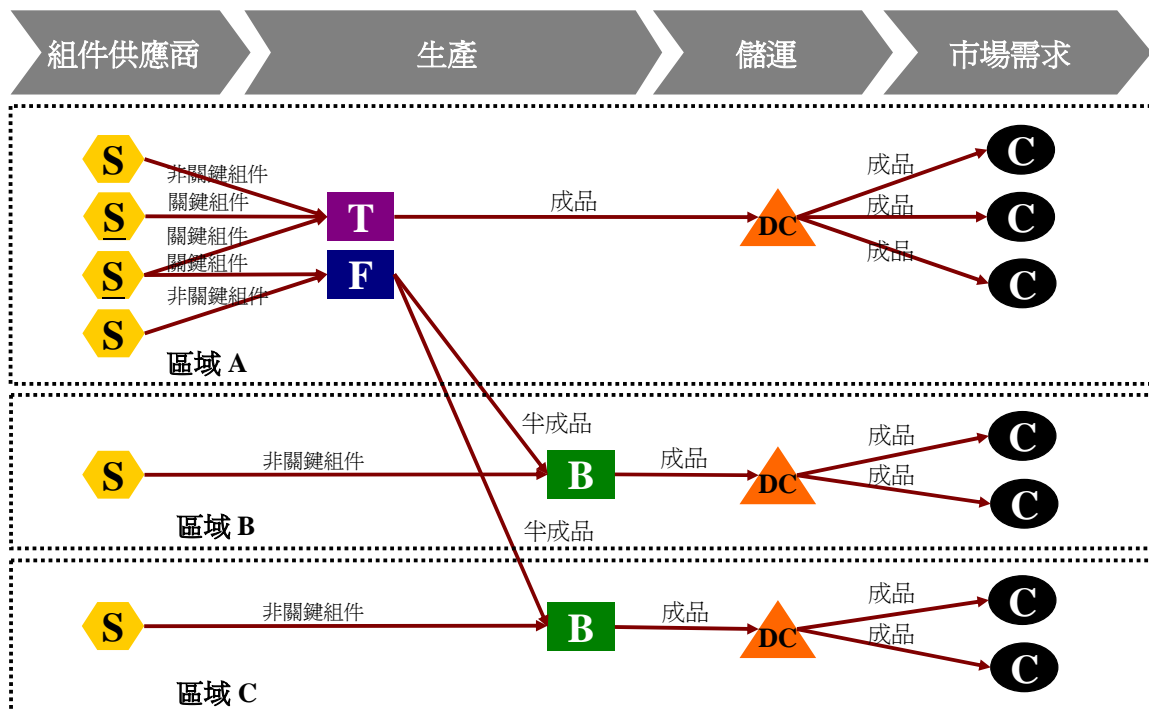 組件供應商
生產
儲運
市場需求
S
非關鍵組件
S
關鍵組件
關鍵組件
S
關鍵組件
非關鍵組件
S
T
F
成品
DC
成品
成品
成品
C
C
C
區域 A
S
非關鍵組件
半成品
B
成品
DC
成品
成品
C
C
區域 B
S
非關鍵組件
半成品
B
成品
DC
成品
成品
C
C
區域 C